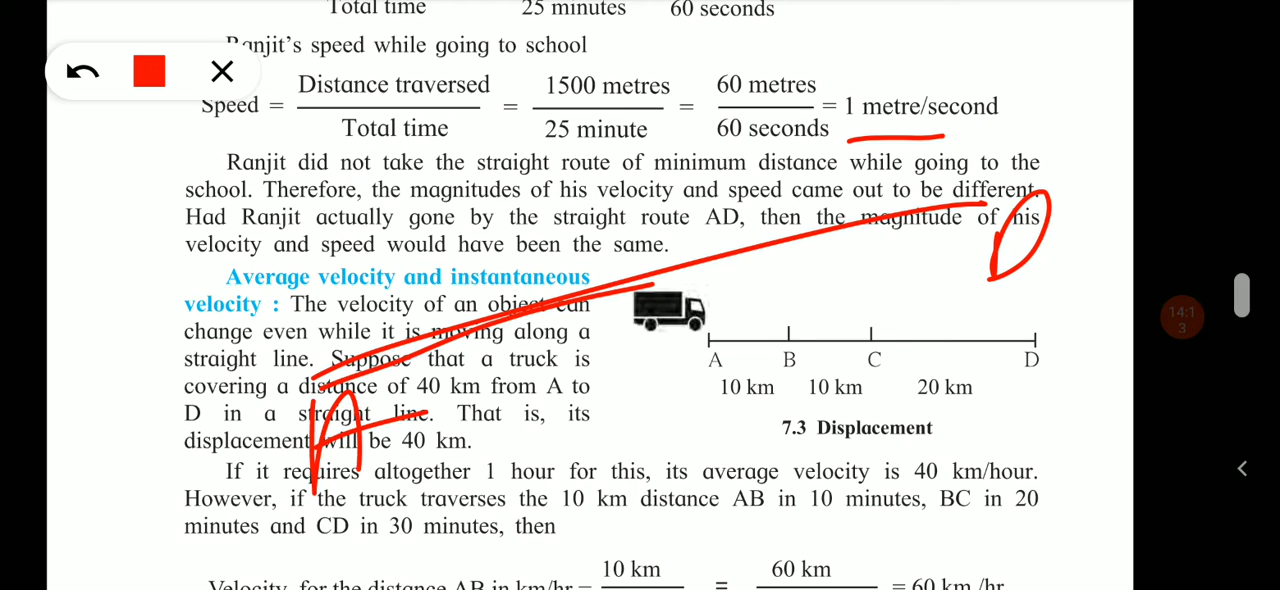 Total time 25 minutes 60 seconds
Ranjit's speed while going to school
Speed = Distance traversed / Total time = 1500 metres / 25 minute = 60 metres / 60 seconds = 1 metre/second
Ranjit did not take the straight route of minimum distance while going to the
school. Therefore, the magnitudes of his velocity and speed came out to be different.
Had Ranjit actually gone by the straight route AD, then the magnitude of his
velocity and speed would have been the same.
Average velocity and instantaneous
velocity : The velocity of an object can
change even while it is moving along a
straight line. Suppose that a truck is
covering a distance of 40 km from A to
D in a straight line. That is, its
displacement will be 40 km.
A B C D
10 km 10 km 20 km
7.3 Displacement
If it requires altogether 1 hour for this, its average velocity is 40 km/hour.
However, if the truck traverses the 10 km distance AB in 10 minutes, BC in 20
minutes and CD in 30 minutes, then
Velocity for the distance AB in km/hr = 10 km = 60 km = 60 km /hr
A
D
14:1
3